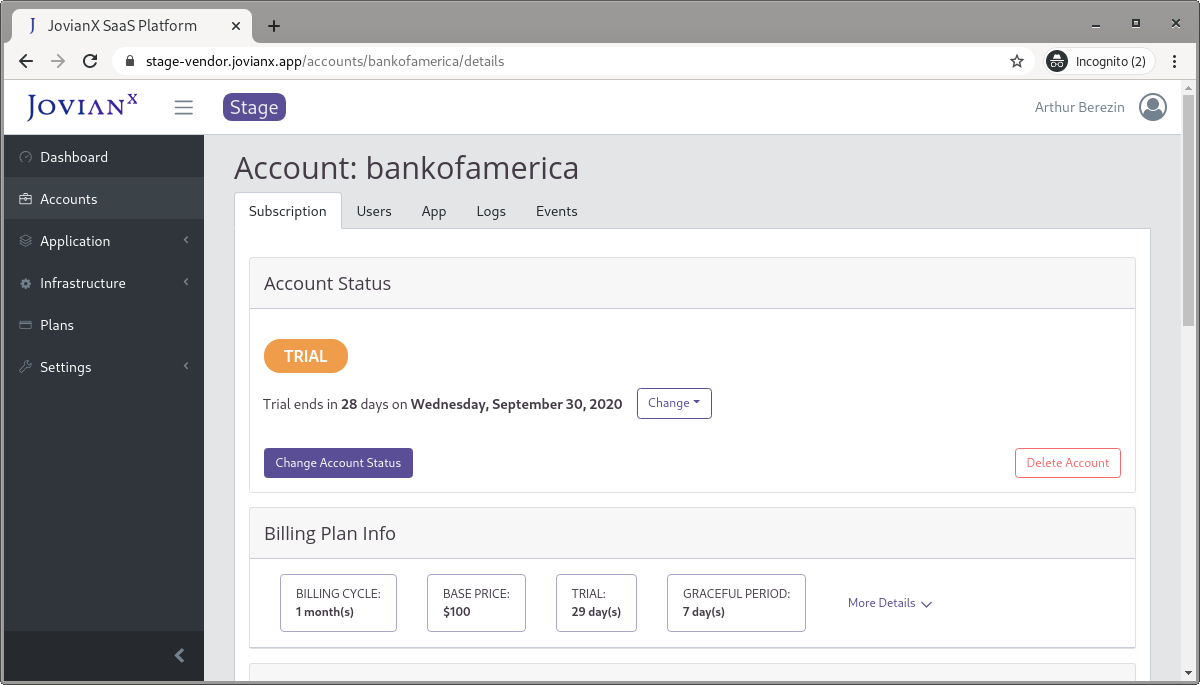 JovianX SaaS Platform
stage-vendor.jovianx.app/accounts/bankofamerica/details
Incognito (2)
JOVIANX
Stage
Arthur Berezin
Dashboard
Accounts
Application
Infrastructure
Plans
Settings
Account: bankofamerica
Subscription Users App Logs Events
Account Status
TRIAL
Trial ends in 28 days on Wednesday, September 30, 2020 Change
Change Account Status Delete Account
Billing Plan Info
BILLING CYCLE: BASE PRICE: TRIAL: GRACEFUL PERIOD:
1 month(s) $100 29 day(s) 7 day(s)
More Details